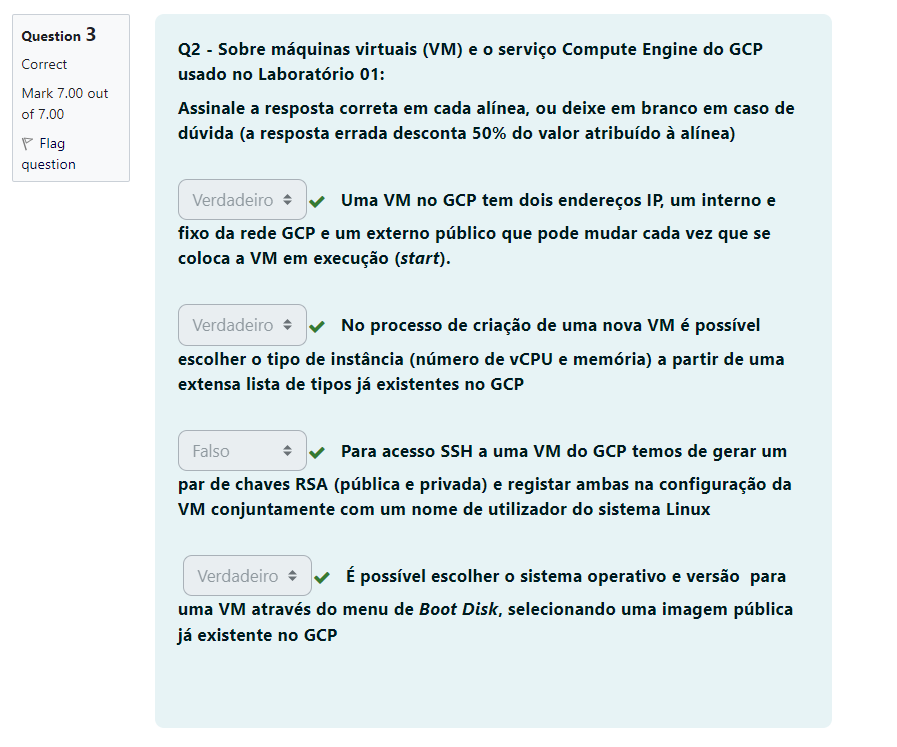 Question 3
Correct
Mark 7.00 out
of 7.00
Flag
question
Q2 - Sobre máquinas virtuais (VM) e o serviço Compute Engine do GCP
usado no Laboratório 01:
Assinale a resposta correta em cada alínea, ou deixe em branco em caso de
dúvida (a resposta errada desconta 50% do valor atribuído à alínea)
Verdadeiro Uma VM no GCP tem dois endereços IP, um interno e
fixo da rede GCP e um externo público que pode mudar cada vez que se
coloca a VM em execução (start).
Verdadeiro No processo de criação de uma nova VM é possível
escolher o tipo de instância (número de vCPU e memória) a partir de uma
extensa lista de tipos já existentes no GCP
Falso Para acesso SSH a uma VM do GCP temos de gerar um
par de chaves RSA (pública e privada) e registar ambas na configuração da
VM conjuntamente com um nome de utilizador do sistema Linux
Verdadeiro É possível escolher o sistema operativo e versão para
uma VM através do menu de Boot Disk, selecionando uma imagem pública
já existente no GCP